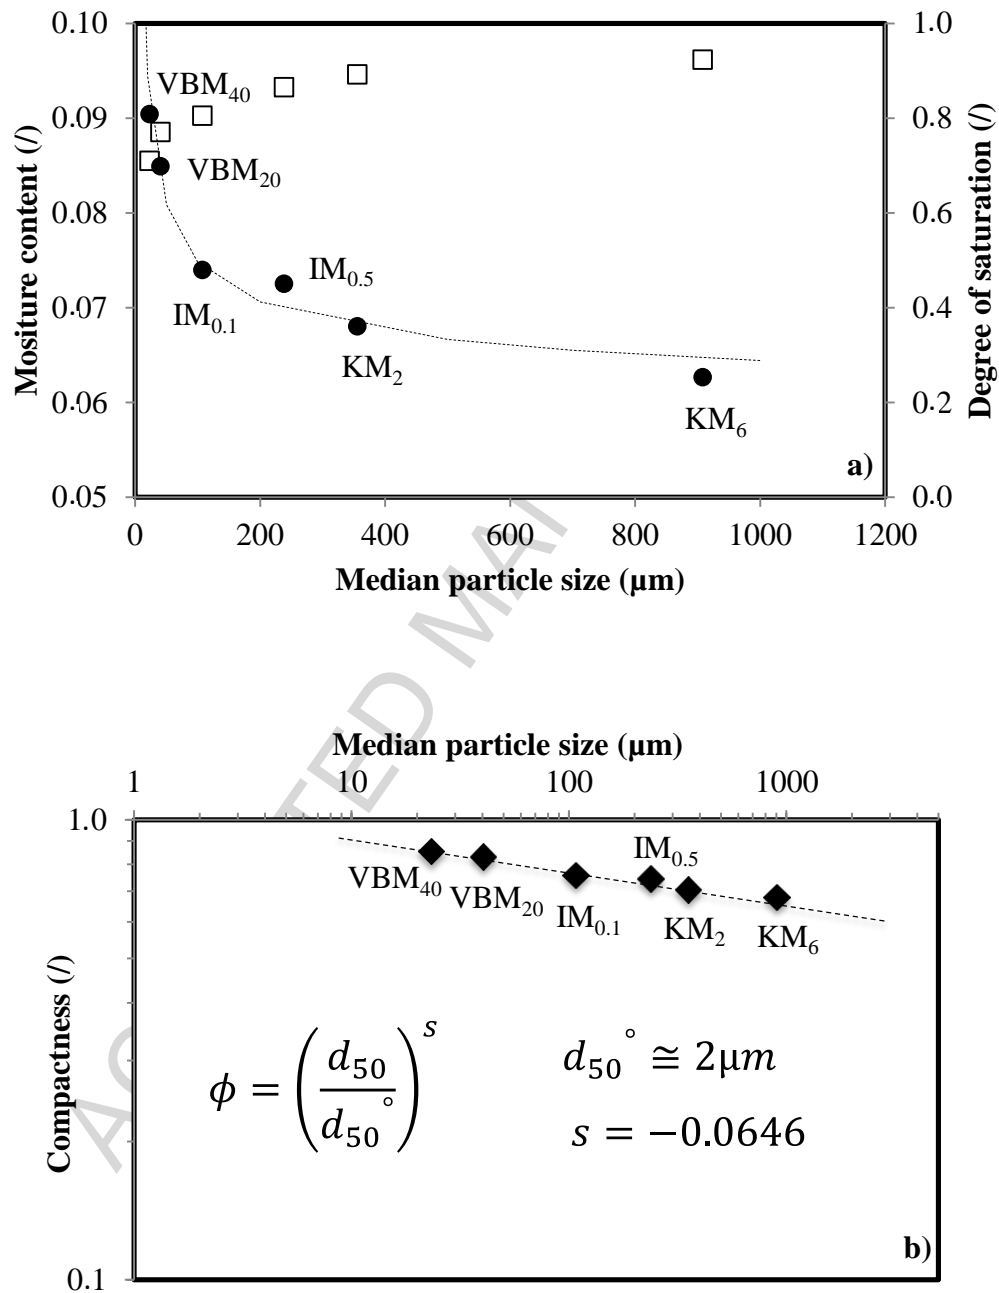 0.10
0.09
0.08
0.07
0.06
0.05
Mositure content (/)
1.0
0.8
0.6
0.4
0.2
0.0
Degree of saturation (/)
VBM40
VBM20
IM0.1
IM0.5
KM2
KM6
a)
0 200 400 600 800 1000 1200
Median particle size (µm)
Median particle size (µm)
1 10 100 1000
1.0
0.1
Compactness (/)
VBM40
VBM20
IM0.1
IM0.5
KM2
KM6
ϕ = (d50 / d50°)^s
d50° ≅ 2µm
s = −0.0646
b)